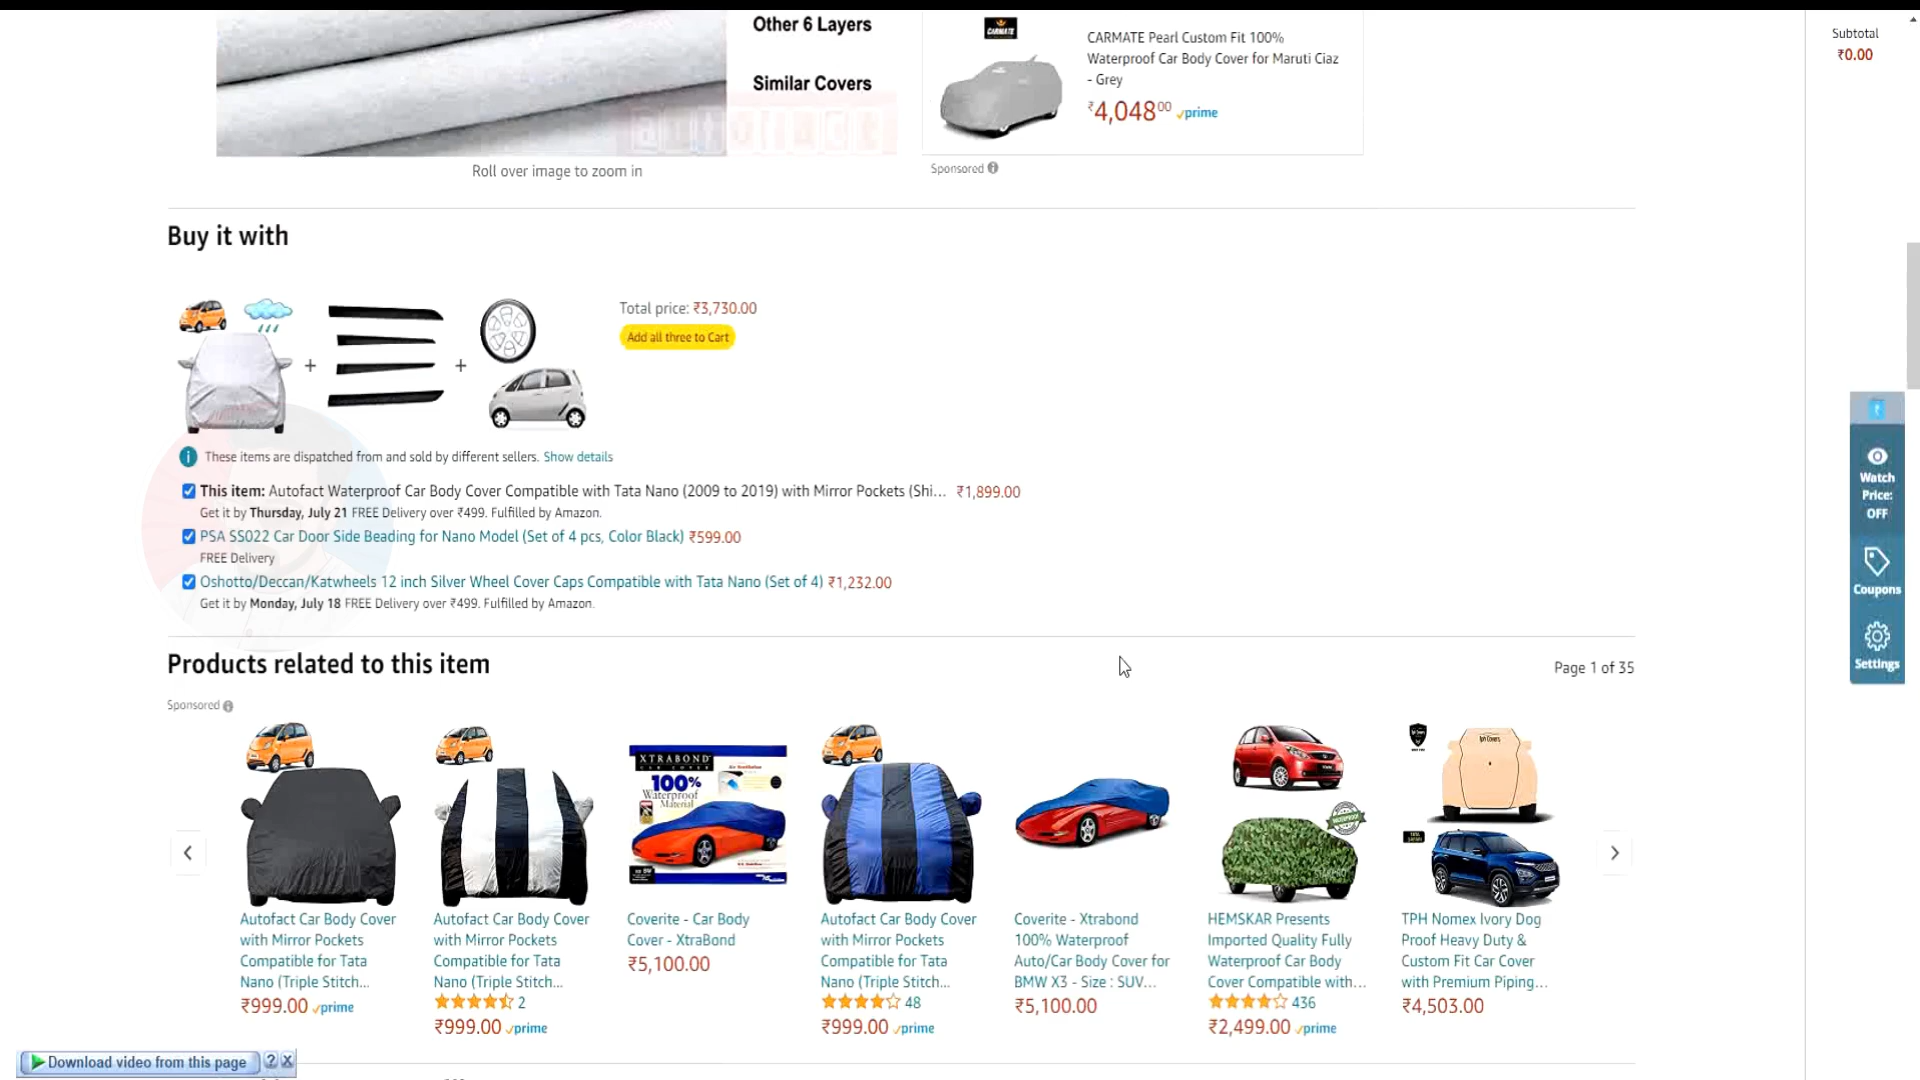 Other 6 Layers
Similar Covers
Roll over image to zoom in
CARMATE
CARMATE Pearl Custom Fit 100%
Waterproof Car Body Cover for Maruti Ciaz
- Grey
₹4,048⁰⁰ prime
Sponsored
Subtotal
₹0.00
Buy it with
Total price: ₹3,730.00
Add all three to Cart
+
+
These items are dispatched from and sold by different sellers. Show details
This item: Autofact Waterproof Car Body Cover Compatible with Tata Nano (2009 to 2019) with Mirror Pockets (Shi... ₹1,899.00
Get it by Thursday, July 21 FREE Delivery over ₹499. Fulfilled by Amazon.
PSA SS022 Car Door Side Beading for Nano Model (Set of 4 pcs, Color Black) ₹599.00
FREE Delivery
Oshotto/Deccan/Katwheels 12 inch Silver Wheel Cover Caps Compatible with Tata Nano (Set of 4) ₹1,232.00
Get it by Monday, July 18 FREE Delivery over ₹499. Fulfilled by Amazon.
Watch
Price:
OFF
Coupons
Settings
Products related to this item
Page 1 of 35
Sponsored
XTRABOND
CAR COVER
100%
Waterproof
Material
Autofact Car Body Cover
with Mirror Pockets
Compatible for Tata
Nano (Triple Stitch...
₹999.00 prime
Autofact Car Body Cover
with Mirror Pockets
Compatible for Tata
Nano (Triple Stitch...
2
₹999.00 prime
Coverite - Car Body
Cover - XtraBond
₹5,100.00
Autofact Car Body Cover
with Mirror Pockets
Compatible for Tata
Nano (Triple Stitch...
48
₹999.00 prime
Coverite - Xtrabond
100% Waterproof
Auto/Car Body Cover for
BMW X3 - Size : SUV...
₹5,100.00
HEMSKAR Presents
Imported Quality Fully
Waterproof Car Body
Cover Compatible with...
436
₹2,499.00 prime
TPH Nomex Ivory Dog
Proof Heavy Duty &
Custom Fit Car Cover
with Premium Piping...
₹4,503.00
Download video from this page ? X